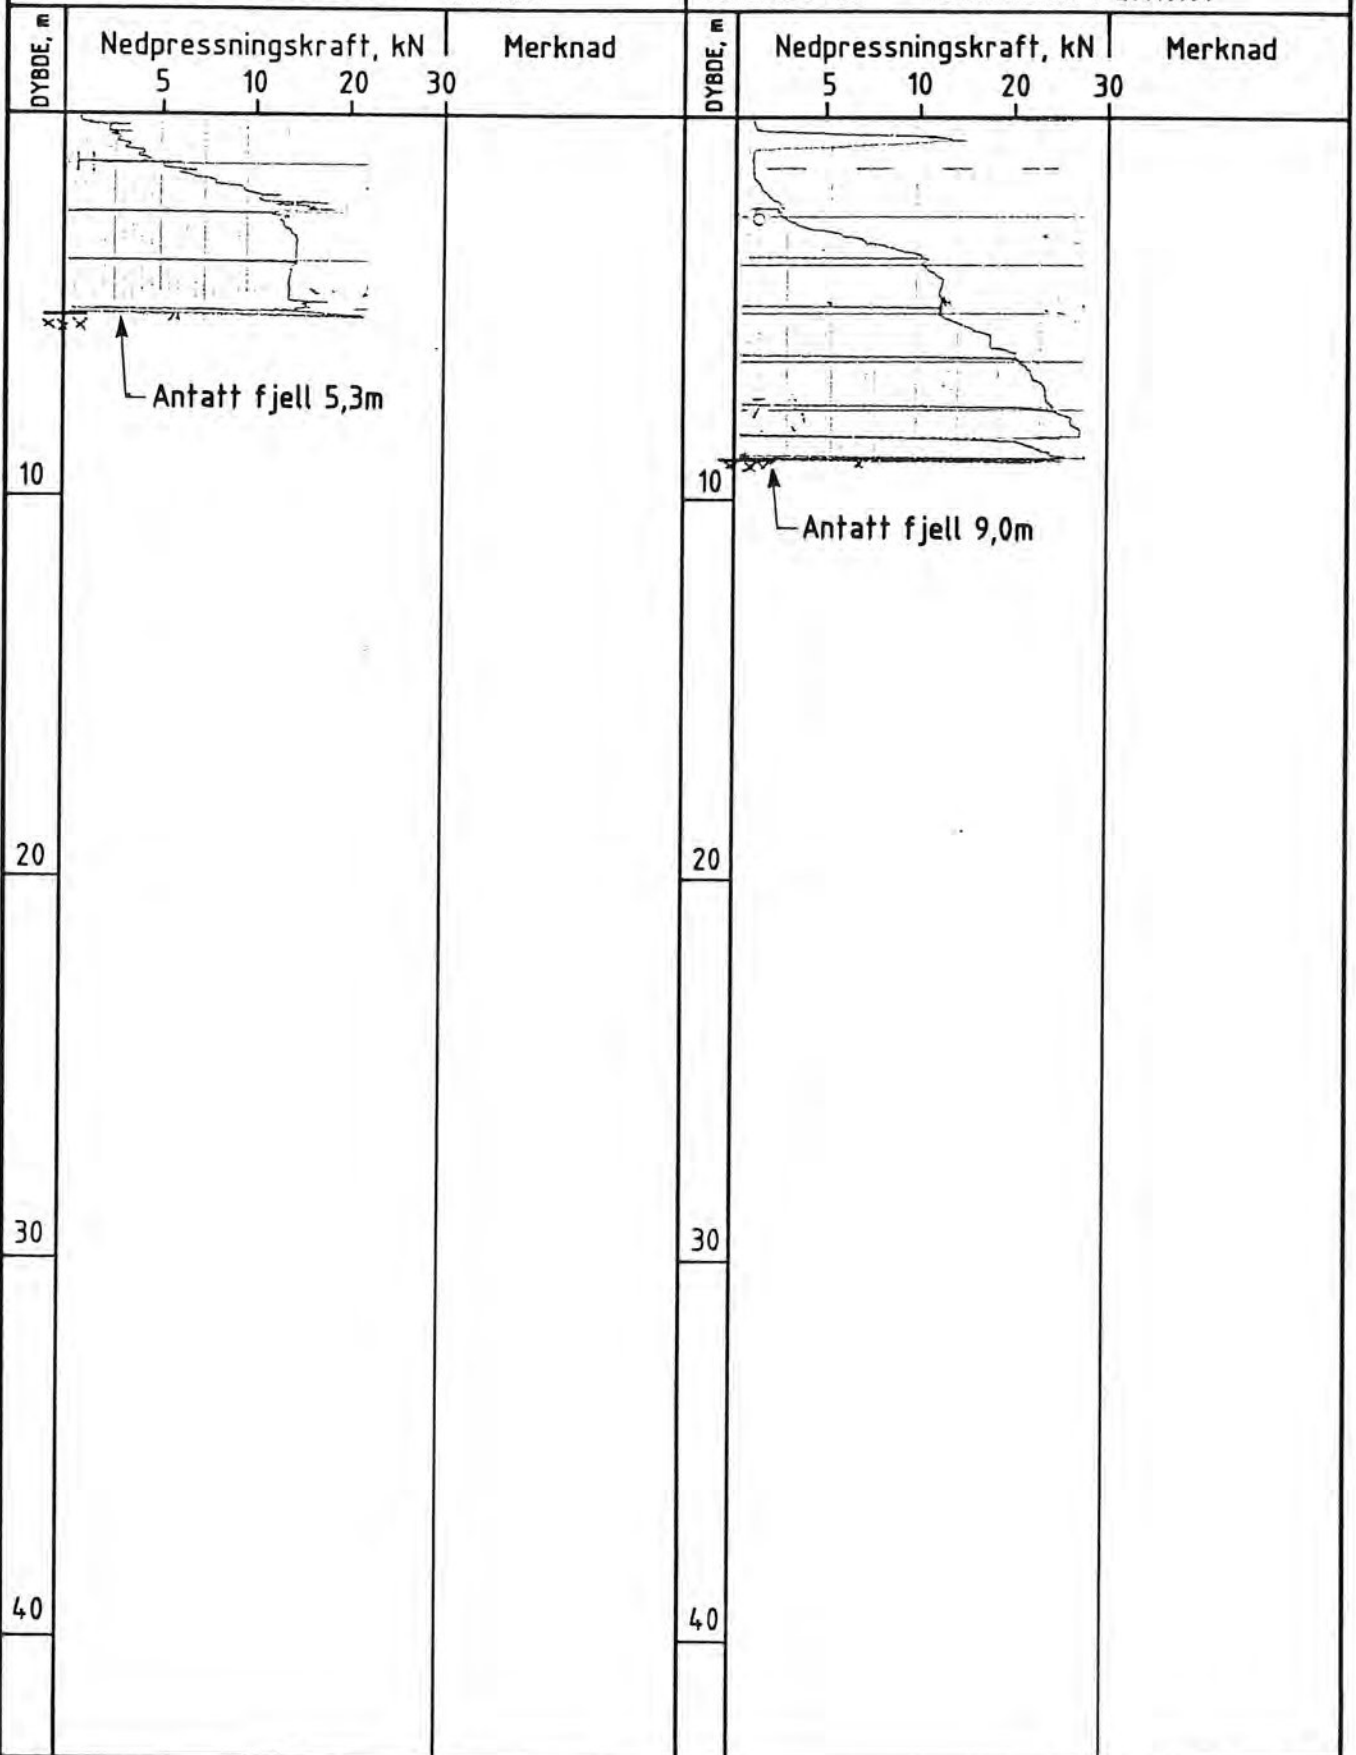 DYBDE, m
Nedpressningskraft, kN
Merknad
5 10 20 30
Antatt fjell 5,3m
10
20
30
40
DYBDE, m
Nedpressningskraft, kN
Merknad
5 10 20 30
Antatt fjell 9,0m
10
20
30
40